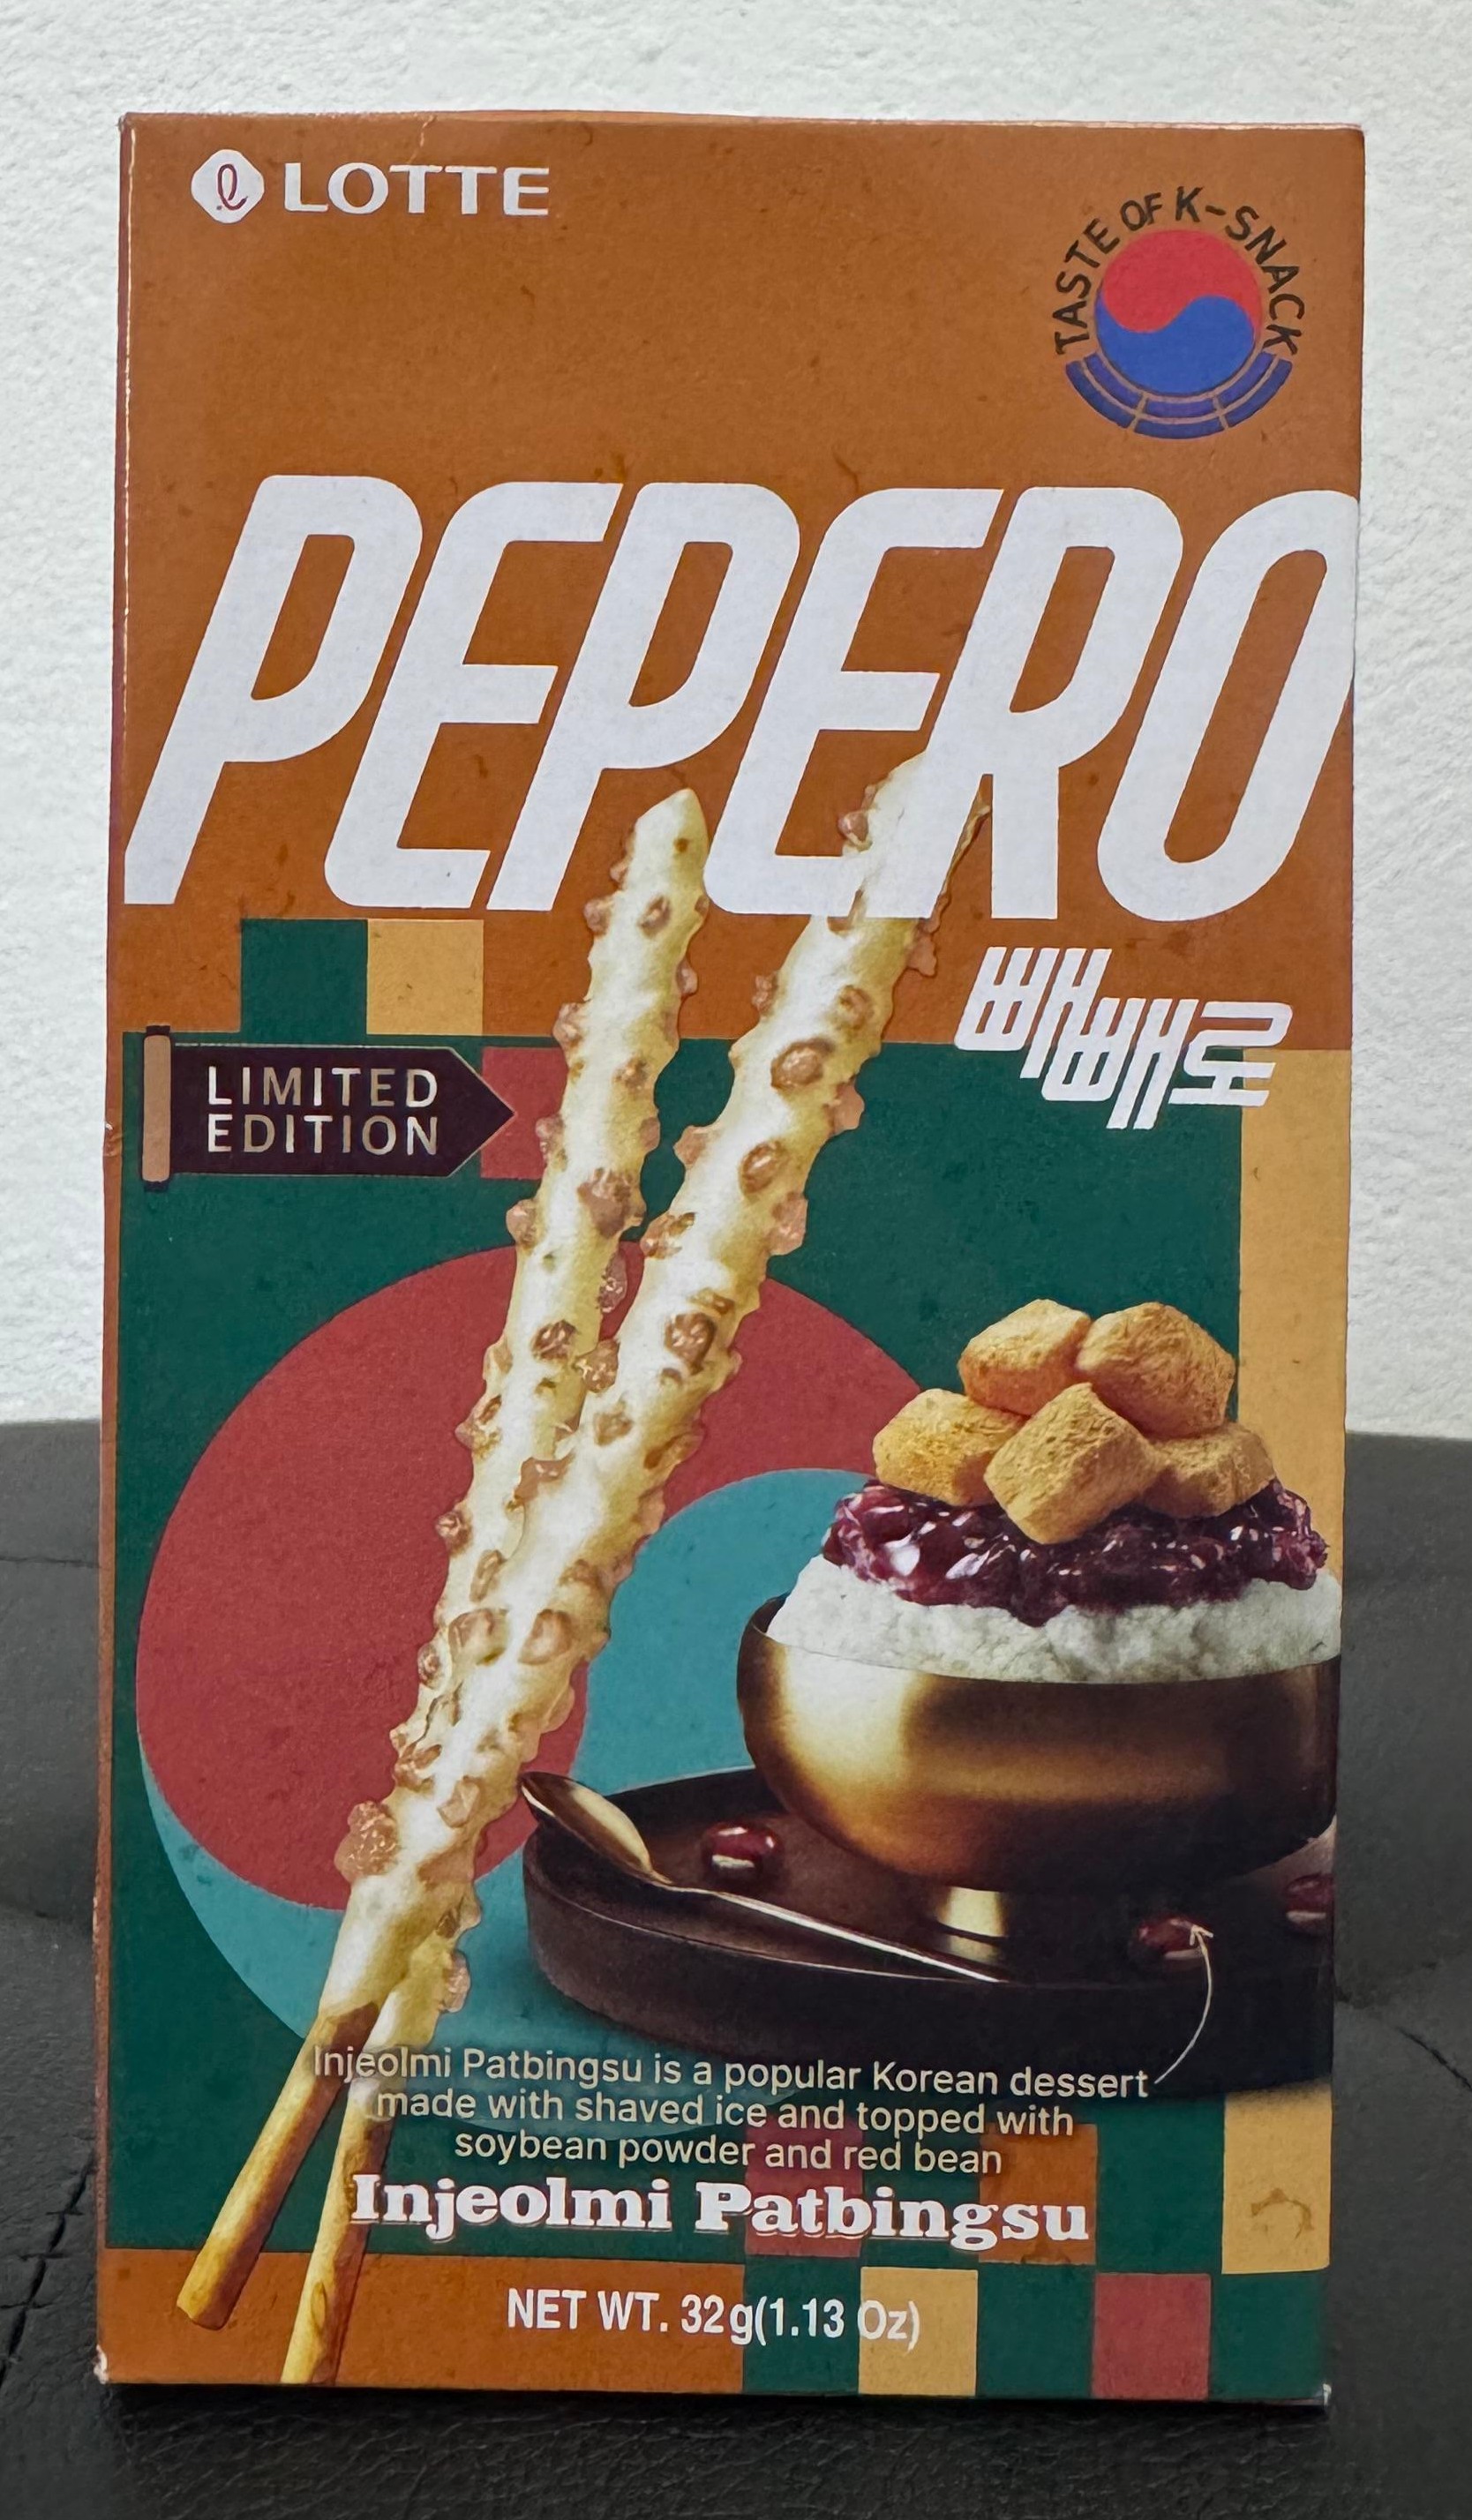 LOTTE
TASTE OF K-SNACK
PEPERO
빼빼로
LIMITED
EDITION
Injeolmi Patbingsu is a popular Korean dessert
made with shaved ice and topped with
soybean powder and red bean
Injeolmi Patbingsu
NET WT. 32g(1.13 Oz)